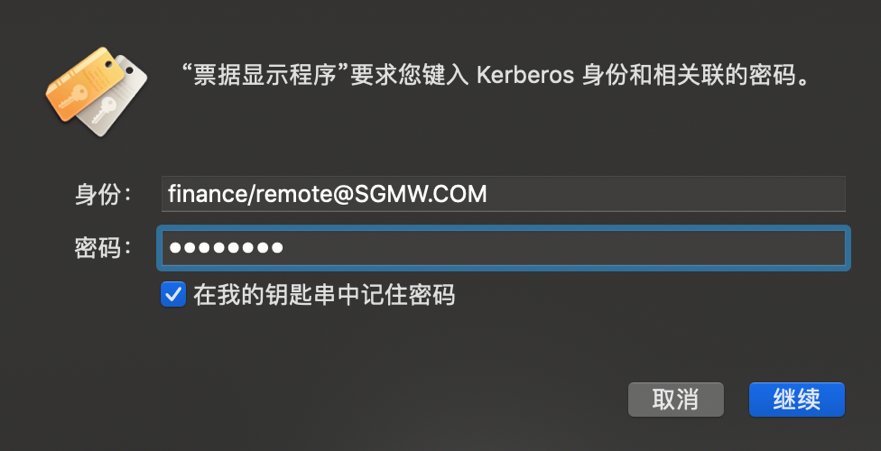 “票据显示程序”要求您键入 Kerberos 身份和相关联的密码。
身份： finance/remote@SGMW.COM
密码： ●●●●●●●●
在我的钥匙串中记住密码
取消 继续